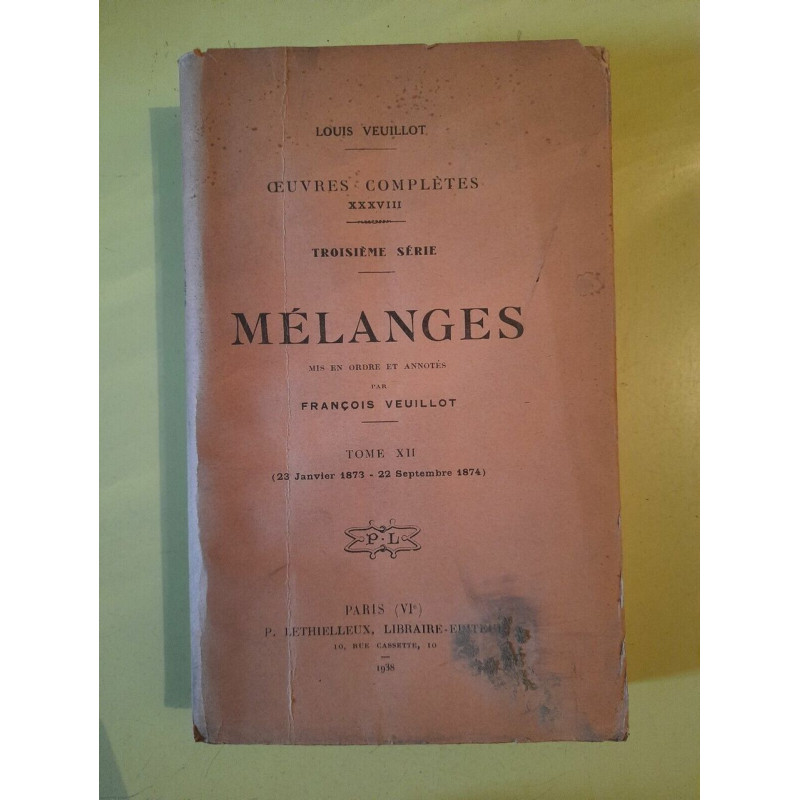 LOUIS VEUILLOT
ŒUVRES COMPLÈTES
XXXVIII
TROISIÈME SÉRIE
MÉLANGES
MIS EN ORDRE ET ANNOTÉS
PAR
FRANÇOIS VEUILLOT
TOME XII
(23 Janvier 1873 - 22 Septembre 1874)
P·L
PARIS (VIe)
P. LETHIELLEUX, LIBRAIRE-EDITEUR
10, RUE CASSETTE, 10
1938